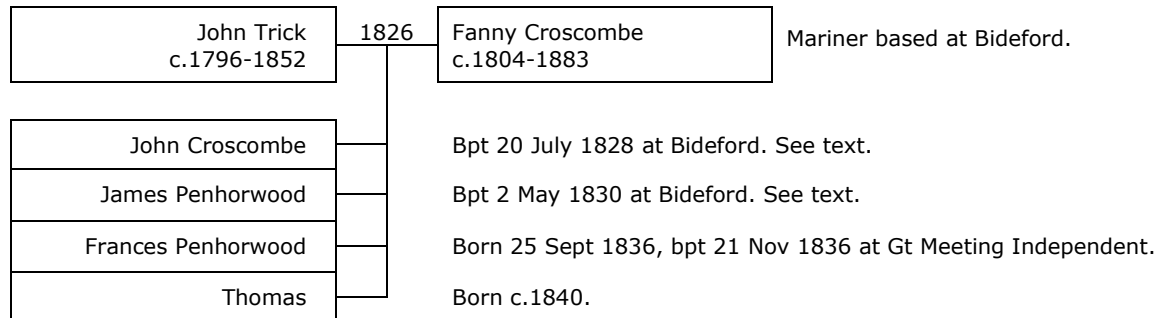 John Trick 1826 Fanny Croscombe Mariner based at Bideford.
c.1796-1852 c.1804-1883
John Croscombe Bpt 20 July 1828 at Bideford. See text.
James Penhorwood Bpt 2 May 1830 at Bideford. See text.
Frances Penhorwood Born 25 Sept 1836, bpt 21 Nov 1836 at Gt Meeting Independent.
Thomas Born c.1840.